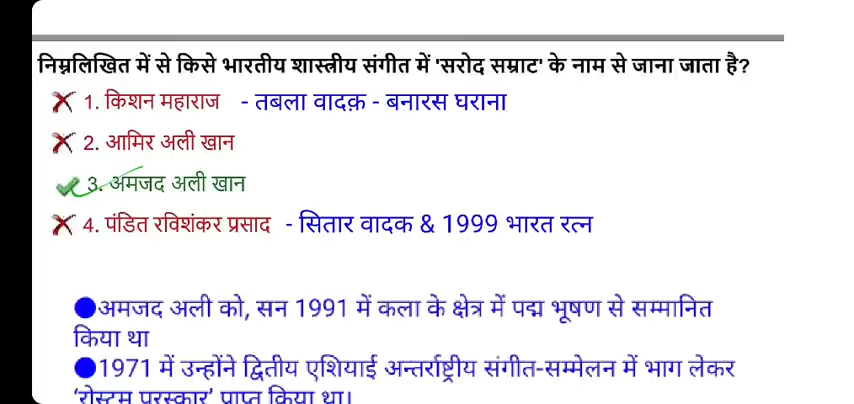 निम्नलिखित में से किसे भारतीय शास्त्रीय संगीत में 'सरोद सम्राट' के नाम से जाना जाता है?
1. किशन महाराज - तबला वादक़ - बनारस घराना
2. आमिर अली खान
3. अमजद अली खान
4. पंडित रविशंकर प्रसाद - सितार वादक & 1999 भारत रत्न
●अमजद अली को, सन 1991 में कला के क्षेत्र में पद्म भूषण से सम्मानित
किया था
●1971 में उन्होंने द्वितीय एशियाई अन्तर्राष्ट्रीय संगीत-सम्मेलन में भाग लेकर
'रोस्टम पुरस्कार' प्राप्त किया था।